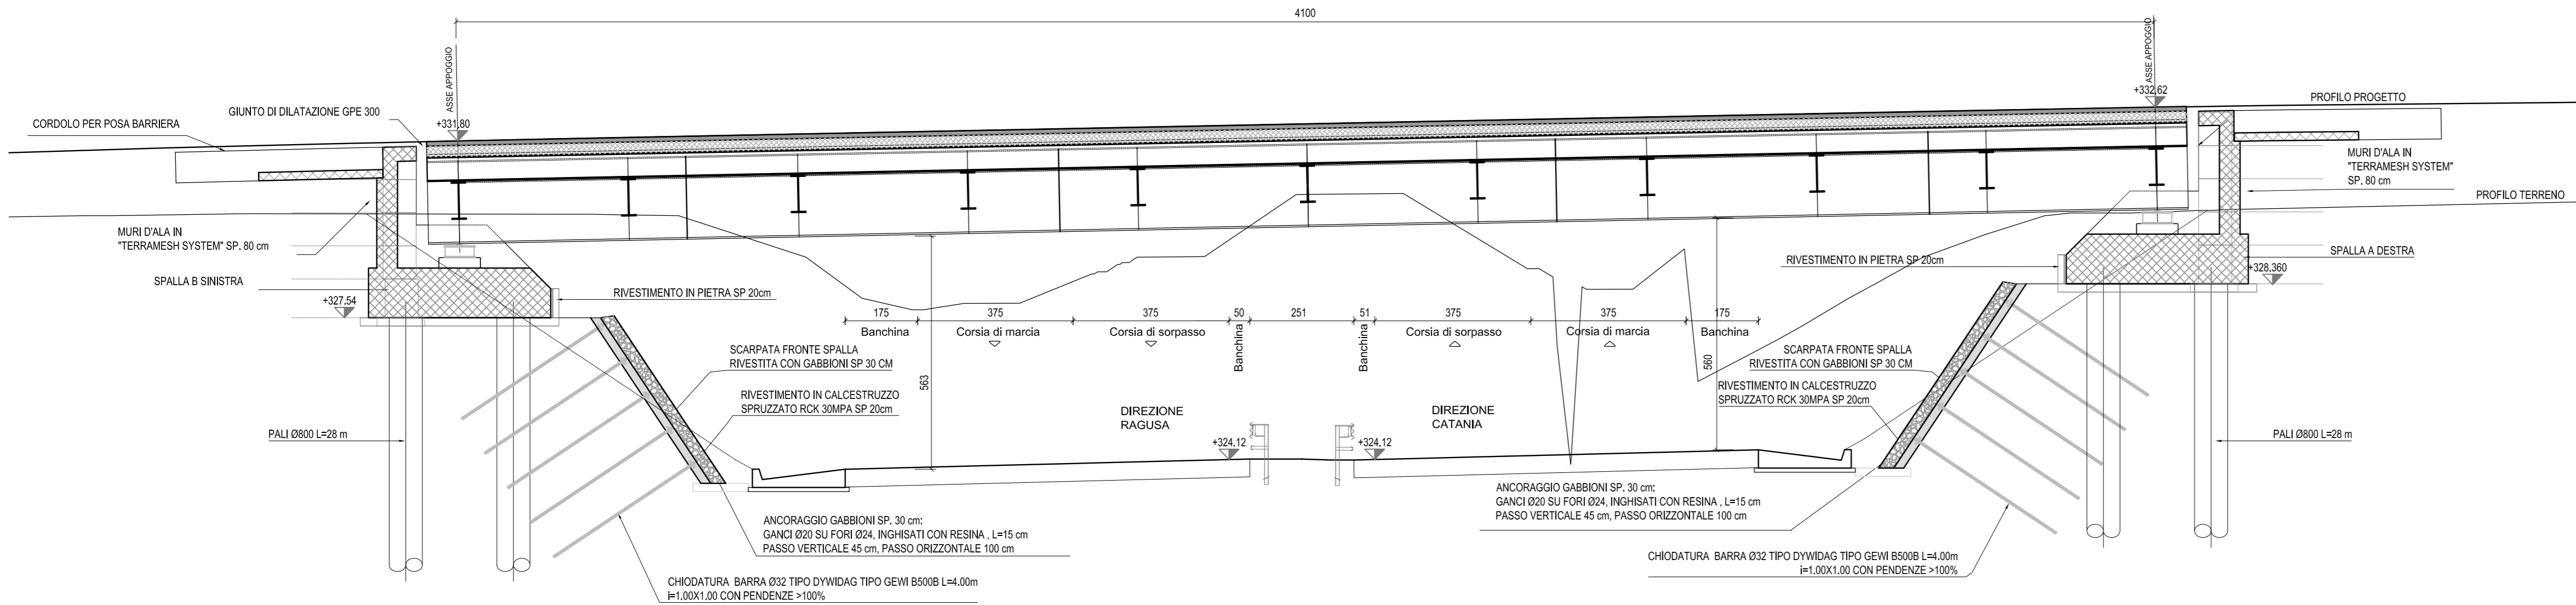 4100
ASSE APPOGGIO
ASSE APPOGGIO
+332.62
PROFILO PROGETTO
GIUNTO DI DILATAZIONE GPE 300
CORDOLO PER POSA BARRIERA
+331.80
MURI D'ALA IN
"TERRAMESH SYSTEM"
SP. 80 cm
PROFILO TERRENO
MURI D'ALA IN
"TERRAMESH SYSTEM" SP. 80 cm
SPALLA B SINISTRA
SPALLA A DESTRA
RIVESTIMENTO IN PIETRA SP 20cm
+328.360
RIVESTIMENTO IN PIETRA SP 20cm
+327.54
175
375
375
50
251
51
375
375
175
Banchina
Corsia di marcia
Corsia di sorpasso
Banchina
Banchina
Corsia di sorpasso
Corsia di marcia
Banchina
563
560
SCARPATA FRONTE SPALLA
RIVESTITA CON GABBIONI SP 30 CM
SCARPATA FRONTE SPALLA
RIVESTITA CON GABBIONI SP 30 CM
RIVESTIMENTO IN CALCESTRUZZO
SPRUZZATO RCK 30MPA SP 20cm
RIVESTIMENTO IN CALCESTRUZZO
SPRUZZATO RCK 30MPA SP 20cm
DIREZIONE
RAGUSA
DIREZIONE
CATANIA
PALI Ø800 L=28 m
+324.12
+324.12
PALI Ø800 L=28 m
ANCORAGGIO GABBIONI SP. 30 cm:
GANCI Ø20 SU FORI Ø24, INGHISATI CON RESINA , L=15 cm
PASSO VERTICALE 45 cm, PASSO ORIZZONTALE 100 cm
ANCORAGGIO GABBIONI SP. 30 cm:
GANCI Ø20 SU FORI Ø24, INGHISATI CON RESINA , L=15 cm
PASSO VERTICALE 45 cm, PASSO ORIZZONTALE 100 cm
CHIODATURA BARRA Ø32 TIPO DYWIDAG TIPO GEWI B500B L=4.00m
i=1.00X1.00 CON PENDENZE >100%
CHIODATURA BARRA Ø32 TIPO DYWIDAG TIPO GEWI B500B L=4.00m
i=1.00X1.00 CON PENDENZE >100%